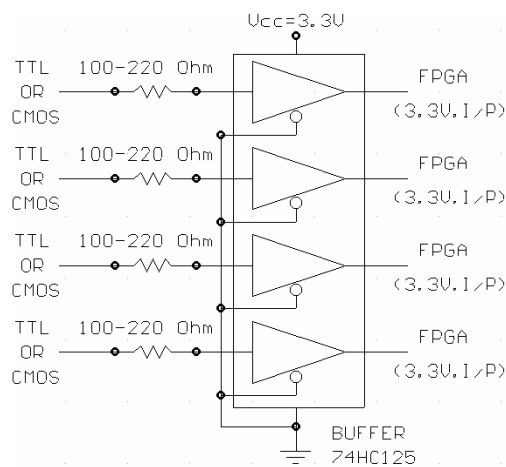 Vcc=3.3V
TTL 100-220 Ohm
OR
CMOS
FPGA
(3.3V.I/P)
TTL 100-220 Ohm
OR
CMOS
FPGA
(3.3V.I/P)
TTL 100-220 Ohm
OR
CMOS
FPGA
(3.3V.I/P)
TTL 100-220 Ohm
OR
CMOS
FPGA
(3.3V.I/P)
BUFFER
74HC125